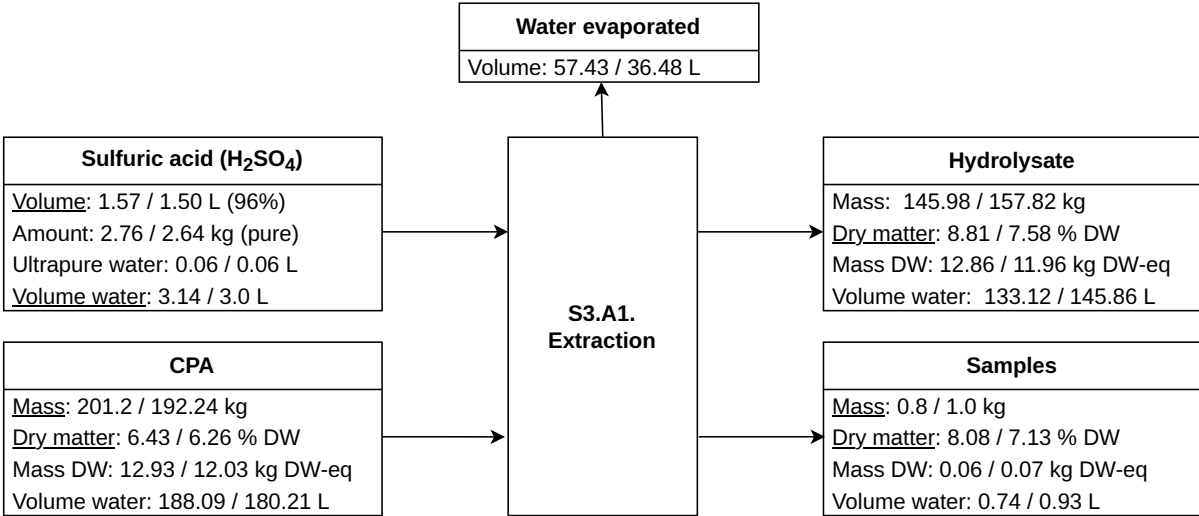 Water evaporated
Volume: 57.43 / 36.48 L
Sulfuric acid (H₂SO₄)
Volume: 1.57 / 1.50 L (96%)
Amount: 2.76 / 2.64 kg (pure)
Ultrapure water: 0.06 / 0.06 L
Volume water: 3.14 / 3.0 L
CPA
Mass: 201.2 / 192.24 kg
Dry matter: 6.43 / 6.26 % DW
Mass DW: 12.93 / 12.03 kg DW-eq
Volume water: 188.09 / 180.21 L
S3.A1.
Extraction
Hydrolysate
Mass: 145.98 / 157.82 kg
Dry matter: 8.81 / 7.58 % DW
Mass DW: 12.86 / 11.96 kg DW-eq
Volume water: 133.12 / 145.86 L
Samples
Mass: 0.8 / 1.0 kg
Dry matter: 8.08 / 7.13 % DW
Mass DW: 0.06 / 0.07 kg DW-eq
Volume water: 0.74 / 0.93 L